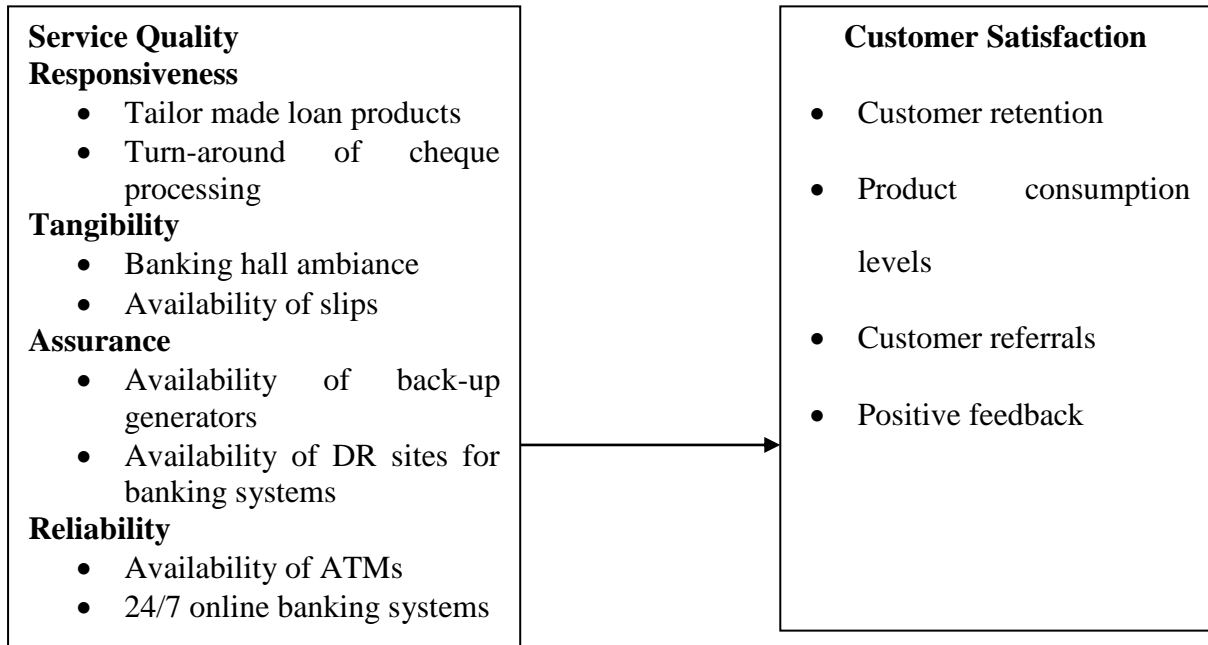 Service Quality
Responsiveness
• Tailor made loan products
• Turn-around of cheque
processing
Tangibility
• Banking hall ambiance
• Availability of slips
Assurance
• Availability of back-up
generators
• Availability of DR sites for
banking systems
Reliability
• Availability of ATMs
• 24/7 online banking systems
Customer Satisfaction
• Customer retention
• Product consumption
levels
• Customer referrals
• Positive feedback